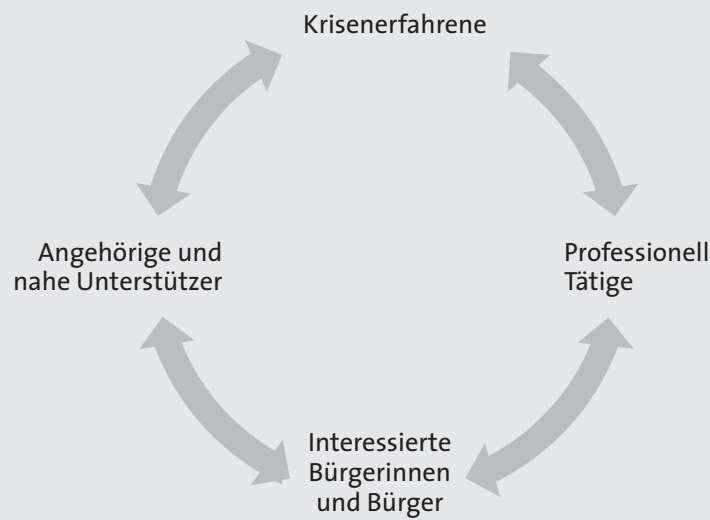 Krisenerfahrene
Angehörige und
nahe Unterstützer
Professionell
Tätige
Interessierte
Bürgerinnen
und Bürger